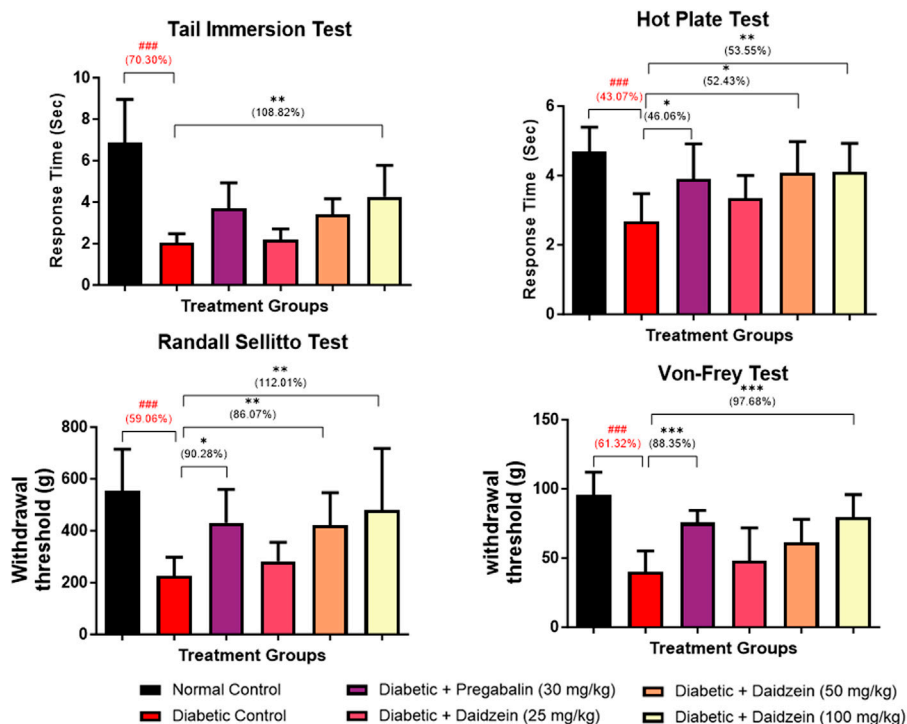 Tail Immersion Test
###
(70.30%)
**
(108.82%)
Response Time (Sec)
10
8
6
4
2
0
Treatment Groups
Hot Plate Test
**
(53.55%)
*
(52.43%)
###
(43.07%)
*
(46.06%)
Response Time (Sec)
6
4
2
0
Treatment Groups
Randall Sellitto Test
**
(112.01%)
**
(86.07%)
###
(59.06%)
*
(90.28%)
Withdrawal
threshold (g)
800
600
400
200
0
Treatment Groups
Von-Frey Test
***
(97.68%)
###
(61.32%)
***
(88.35%)
withdrawal
threshold (g)
150
100
50
0
Treatment Groups
Normal Control
Diabetic + Pregabalin (30 mg/kg)
Diabetic + Daidzein (50 mg/kg)
Diabetic Control
Diabetic + Daidzein (25 mg/kg)
Diabetic + Daidzein (100 mg/kg)